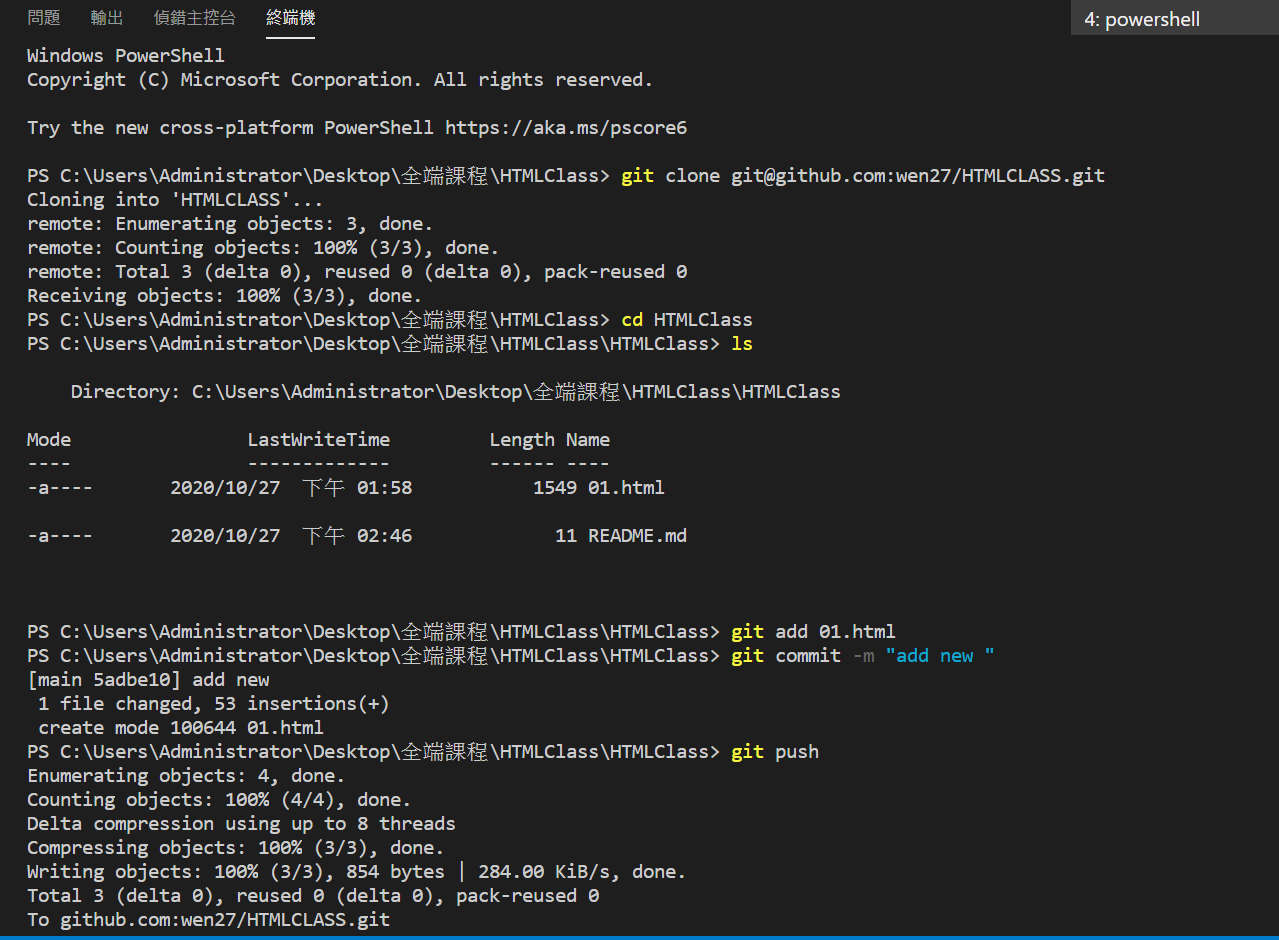 問題 輸出 偵錯主控台 終端機 4: powershell
Windows PowerShell
Copyright (C) Microsoft Corporation. All rights reserved.
Try the new cross-platform PowerShell https://aka.ms/pscore6
PS C:\Users\Administrator\Desktop\全端課程\HTMLClass> git clone git@github.com:wen27/HTMLCLASS.git
Cloning into 'HTMLCLASS'...
remote: Enumerating objects: 3, done.
remote: Counting objects: 100% (3/3), done.
remote: Total 3 (delta 0), reused 0 (delta 0), pack-reused 0
Receiving objects: 100% (3/3), done.
PS C:\Users\Administrator\Desktop\全端課程\HTMLClass> cd HTMLClass
PS C:\Users\Administrator\Desktop\全端課程\HTMLClass\HTMLClass> ls
Directory: C:\Users\Administrator\Desktop\全端課程\HTMLClass\HTMLClass
Mode LastWriteTime Length Name
---- ------------- ------ ----
-a---- 2020/10/27 下午 01:58 1549 01.html
-a---- 2020/10/27 下午 02:46 11 README.md
PS C:\Users\Administrator\Desktop\全端課程\HTMLClass\HTMLClass> git add 01.html
PS C:\Users\Administrator\Desktop\全端課程\HTMLClass\HTMLClass> git commit -m "add new "
[main 5adbe10] add new
1 file changed, 53 insertions(+)
create mode 100644 01.html
PS C:\Users\Administrator\Desktop\全端課程\HTMLClass\HTMLClass> git push
Enumerating objects: 4, done.
Counting objects: 100% (4/4), done.
Delta compression using up to 8 threads
Compressing objects: 100% (3/3), done.
Writing objects: 100% (3/3), 854 bytes | 284.00 KiB/s, done.
Total 3 (delta 0), reused 0 (delta 0), pack-reused 0
To github.com:wen27/HTMLCLASS.git